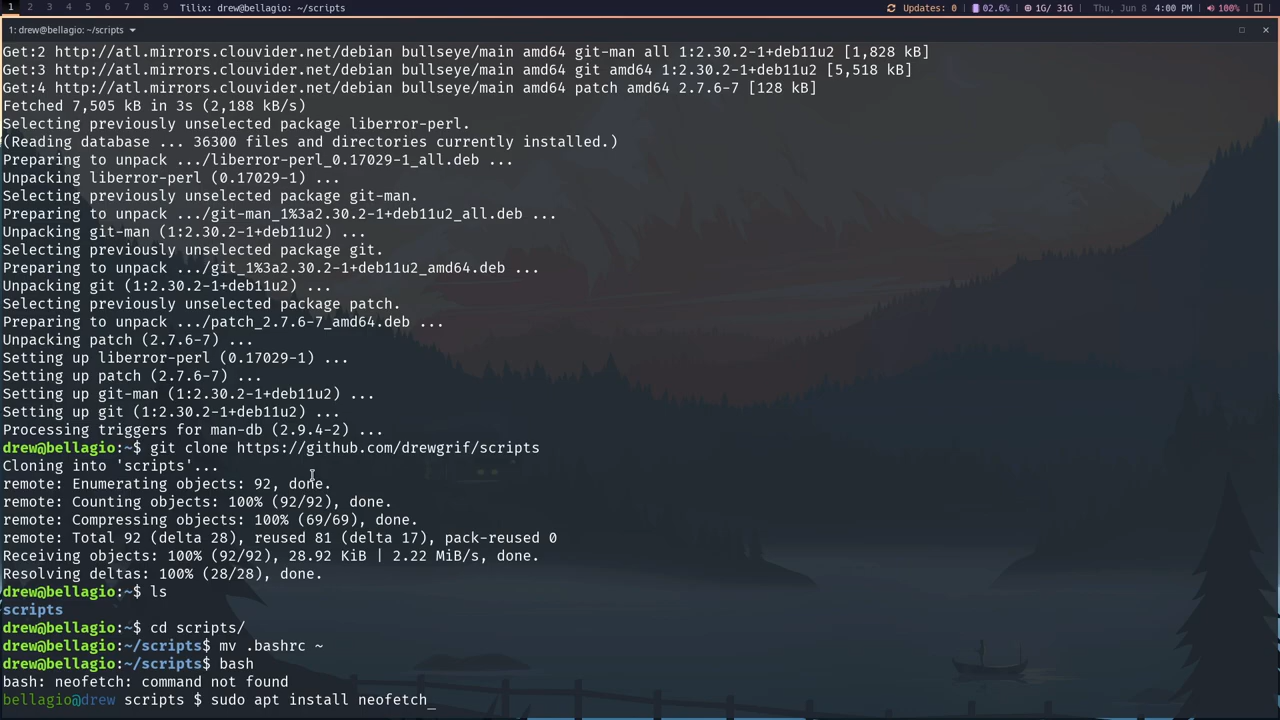 1 2 3 4 5 6 7 8 9 Tilix: drew@bellagio: ~/scripts Updates: 0 02.6% 1G/ 31G Thu, Jun 8 4:00 PM 100%
1: drew@bellagio:~/scripts
Get:2 http://atl.mirrors.clouvider.net/debian bullseye/main amd64 git-man all 1:2.30.2-1+deb11u2 [1,828 kB]
Get:3 http://atl.mirrors.clouvider.net/debian bullseye/main amd64 git amd64 1:2.30.2-1+deb11u2 [5,518 kB]
Get:4 http://atl.mirrors.clouvider.net/debian bullseye/main amd64 patch amd64 2.7.6-7 [128 kB]
Fetched 7,505 kB in 3s (2,188 kB/s)
Selecting previously unselected package liberror-perl.
(Reading database ... 36300 files and directories currently installed.)
Preparing to unpack .../liberror-perl_0.17029-1_all.deb ...
Unpacking liberror-perl (0.17029-1) ...
Selecting previously unselected package git-man.
Preparing to unpack .../git-man_1%3a2.30.2-1+deb11u2_all.deb ...
Unpacking git-man (1:2.30.2-1+deb11u2) ...
Selecting previously unselected package git.
Preparing to unpack .../git_1%3a2.30.2-1+deb11u2_amd64.deb ...
Unpacking git (1:2.30.2-1+deb11u2) ...
Selecting previously unselected package patch.
Preparing to unpack .../patch_2.7.6-7_amd64.deb ...
Unpacking patch (2.7.6-7) ...
Setting up liberror-perl (0.17029-1) ...
Setting up patch (2.7.6-7) ...
Setting up git-man (1:2.30.2-1+deb11u2) ...
Setting up git (1:2.30.2-1+deb11u2) ...
Processing triggers for man-db (2.9.4-2) ...
drew@bellagio:~$ git clone https://github.com/drewgrif/scripts
Cloning into 'scripts'...
remote: Enumerating objects: 92, done.
remote: Counting objects: 100% (92/92), done.
remote: Compressing objects: 100% (69/69), done.
remote: Total 92 (delta 28), reused 81 (delta 17), pack-reused 0
Receiving objects: 100% (92/92), 28.92 KiB | 2.22 MiB/s, done.
Resolving deltas: 100% (28/28), done.
drew@bellagio:~$ ls
scripts
drew@bellagio:~$ cd scripts/
drew@bellagio:~/scripts$ mv .bashrc ~
drew@bellagio:~/scripts$ bash
bash: neofetch: command not found
bellagio@drew scripts $ sudo apt install neofetch_